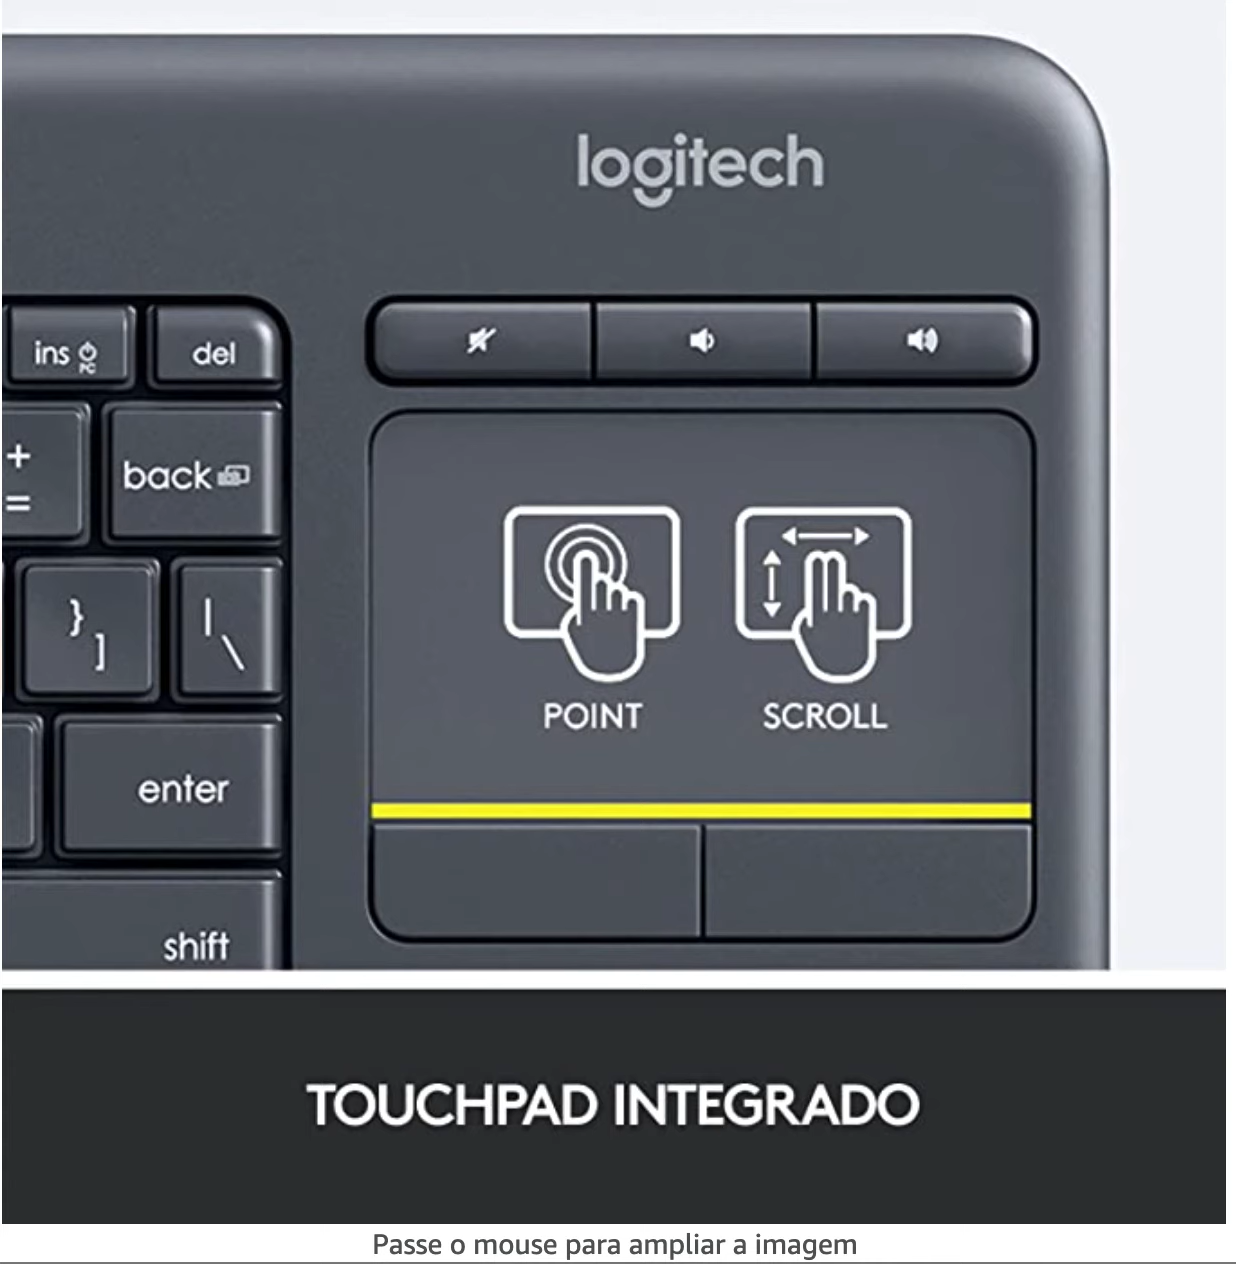 logitech
ins PC
del
+
=
back
}
]
|
\
POINT
SCROLL
enter
shift
TOUCHPAD INTEGRADO
Passe o mouse para ampliar a imagem